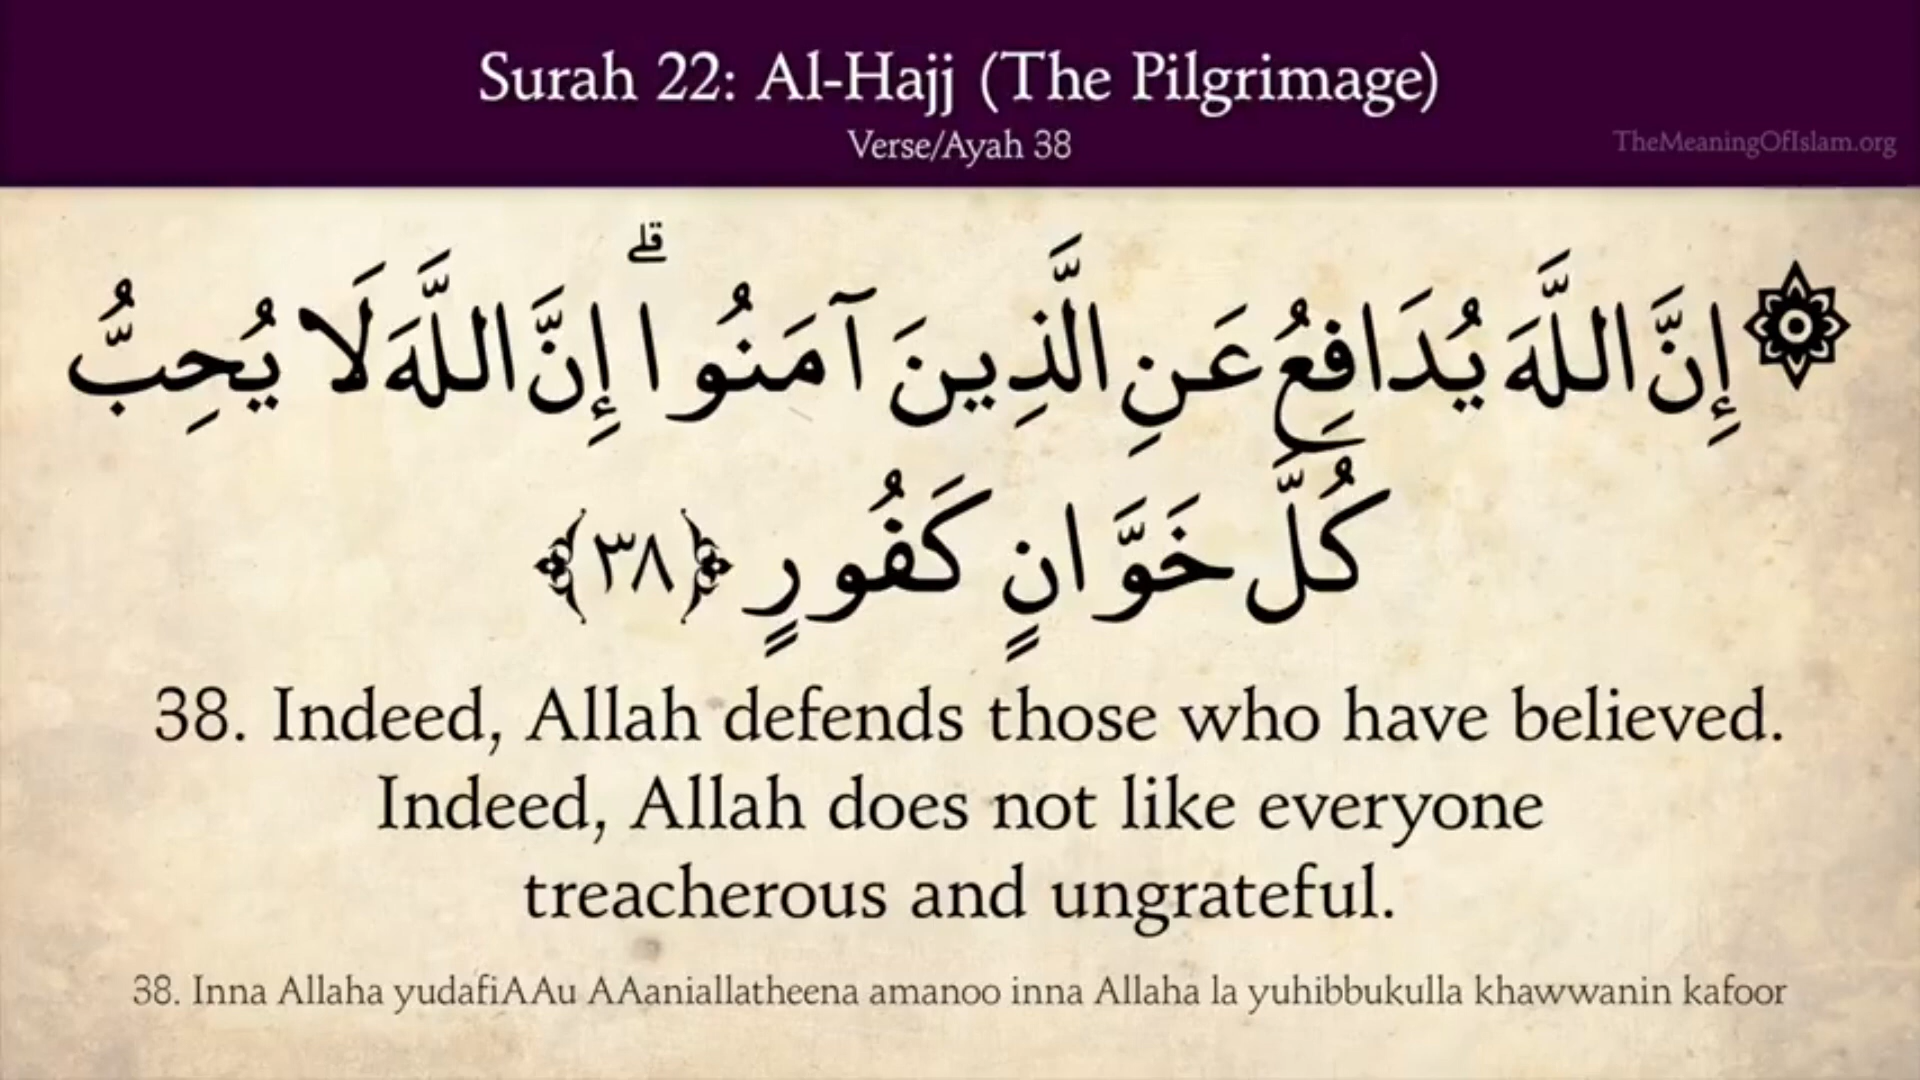 Surah 22: Al-Hajj (The Pilgrimage)
Verse/Ayah 38
TheMeaningOfIslam.org
۞ إِنَّ اللَّهَ يُدَافِعُ عَنِ الَّذِينَ آمَنُوا ۗ إِنَّ اللَّهَ لَا يُحِبُّ
كُلَّ خَوَّانٍ كَفُورٍ ﴿٣٨﴾
38. Indeed, Allah defends those who have believed.
Indeed, Allah does not like everyone
treacherous and ungrateful.
38. Inna Allaha yudafiAAu AAaniallatheena amanoo inna Allaha la yuhibbukulla khawwanin kafoor